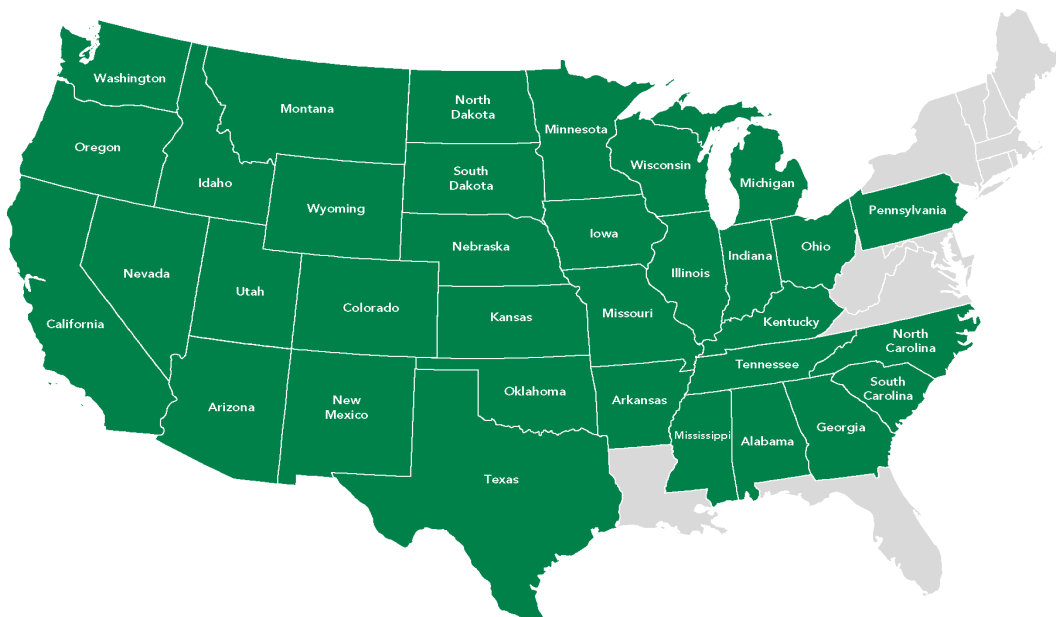 Washington
Montana
North
Dakota
Minnesota
Oregon
Idaho
Wyoming
South
Dakota
Wisconsin
Michigan
Pennsylvania
Nebraska
Iowa
Ohio
Indiana
Illinois
Nevada
Utah
Colorado
Kansas
Missouri
Kentucky
California
North
Carolina
Tennessee
South
Carolina
Arizona
New
Mexico
Oklahoma
Arkansas
Mississippi
Alabama
Georgia
Texas